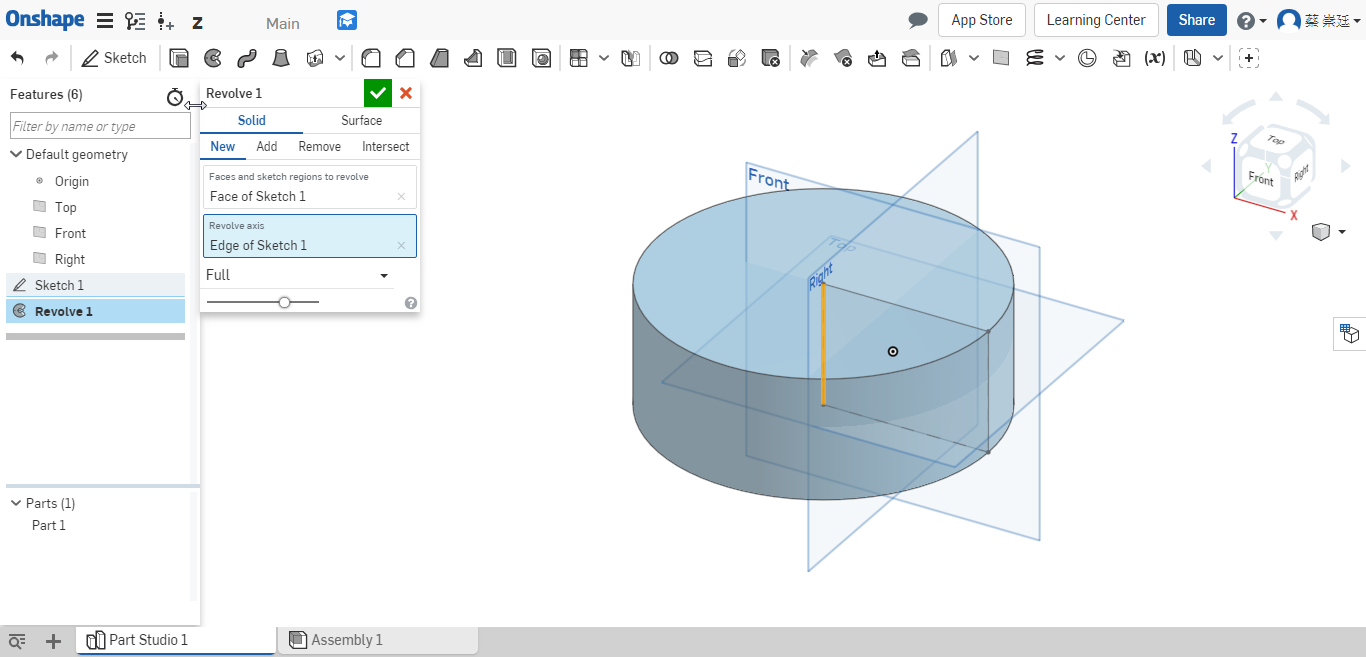 Onshape Main App Store Learning Center Share 蔡 崇廷
Sketch
Features (6)
Filter by name or type
Default geometry
Origin
Top
Front
Right
Sketch 1
Revolve 1
Parts (1)
Part 1
Revolve 1
Solid Surface
New Add Remove Intersect
Faces and sketch regions to revolve
Face of Sketch 1
Revolve axis
Edge of Sketch 1
Full
Front
Top
Right
Z
Top
Y
Front Right
X
Part Studio 1 Assembly 1